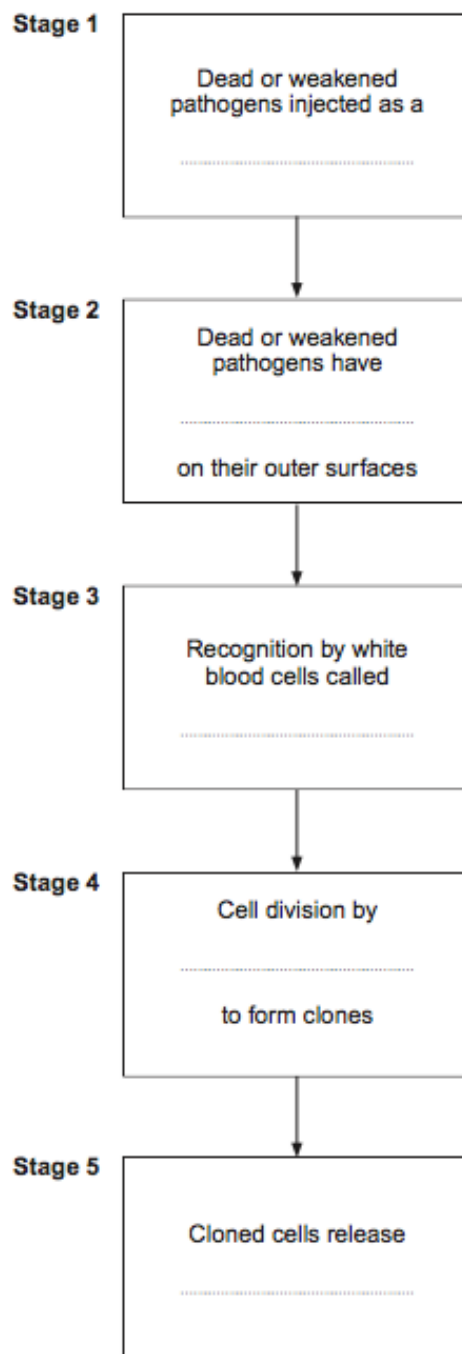 Stage 1
Dead or weakened
pathogens injected as a
................................................
Stage 2
Dead or weakened
pathogens have
................................................
on their outer surfaces
Stage 3
Recognition by white
blood cells called
................................................
Stage 4
Cell division by
................................................
to form clones
Stage 5
Cloned cells release
................................................